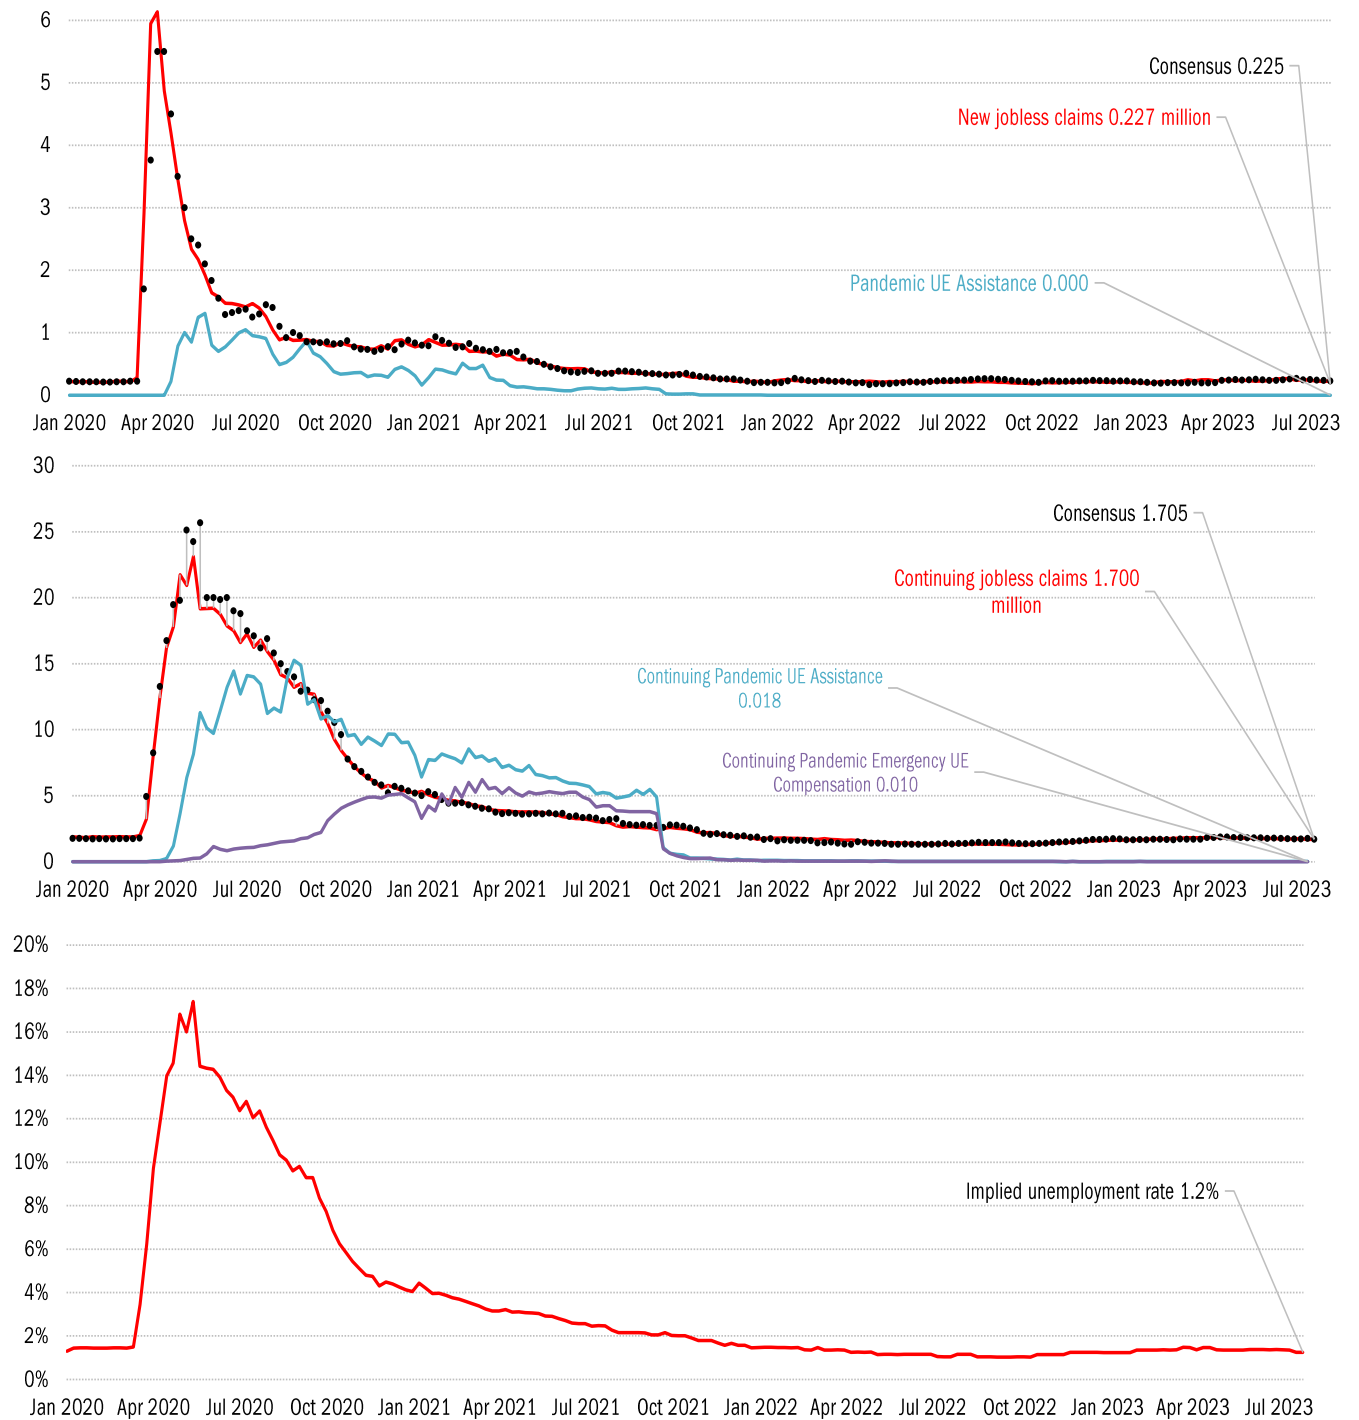 6
5
4
3
2
1
0
Consensus 0.225
New jobless claims 0.227 million
Pandemic UE Assistance 0.000
Jan 2020 Apr 2020 Jul 2020 Oct 2020 Jan 2021 Apr 2021 Jul 2021 Oct 2021 Jan 2022 Apr 2022 Jul 2022 Oct 2022 Jan 2023 Apr 2023 Jul 2023
30
25
20
15
10
5
0
Consensus 1.705
Continuing jobless claims 1.700
million
Continuing Pandemic UE Assistance
0.018
Continuing Pandemic Emergency UE
Compensation 0.010
Jan 2020 Apr 2020 Jul 2020 Oct 2020 Jan 2021 Apr 2021 Jul 2021 Oct 2021 Jan 2022 Apr 2022 Jul 2022 Oct 2022 Jan 2023 Apr 2023 Jul 2023
20%
18%
16%
14%
12%
10%
8%
6%
4%
2%
0%
Implied unemployment rate 1.2%
Jan 2020 Apr 2020 Jul 2020 Oct 2020 Jan 2021 Apr 2021 Jul 2021 Oct 2021 Jan 2022 Apr 2022 Jul 2022 Oct 2022 Jan 2023 Apr 2023 Jul 2023